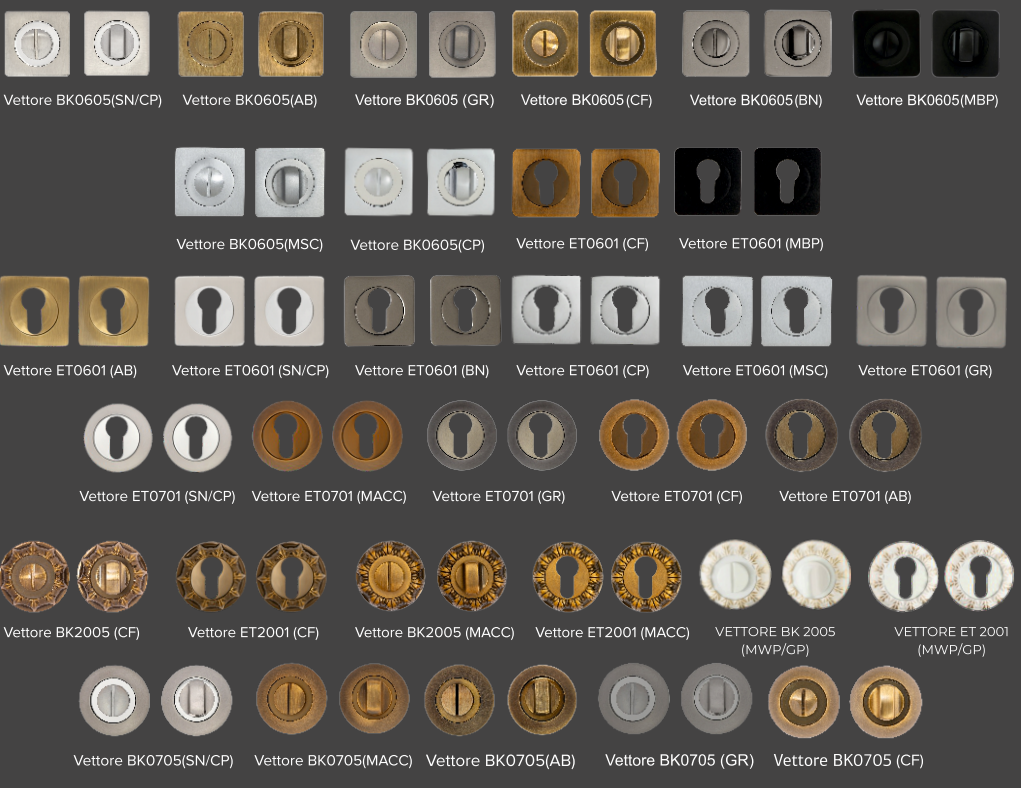 Vettore BK0605(SN/CP)
Vettore BK0605(AB)
Vettore BK0605 (GR)
Vettore BK0605 (CF)
Vettore BK0605 (BN)
Vettore BK0605(MBP)
Vettore BK0605(MSC)
Vettore BK0605(CP)
Vettore ET0601 (CF)
Vettore ET0601 (MBP)
Vettore ET0601 (AB)
Vettore ET0601 (SN/CP)
Vettore ET0601 (BN)
Vettore ET0601 (CP)
Vettore ET0601 (MSC)
Vettore ET0601 (GR)
Vettore ET0701 (SN/CP)
Vettore ET0701 (MACC)
Vettore ET0701 (GR)
Vettore ET0701 (CF)
Vettore ET0701 (AB)
Vettore BK2005 (CF)
Vettore ET2001 (CF)
Vettore BK2005 (MACC)
Vettore ET2001 (MACC)
VETTORE BK 2005
(MWP/GP)
VETTORE ET 2001
(MWP/GP)
Vettore BK0705(SN/CP)
Vettore BK0705(MACC)
Vettore BK0705(AB)
Vettore BK0705 (GR)
Vettore BK0705 (CF)